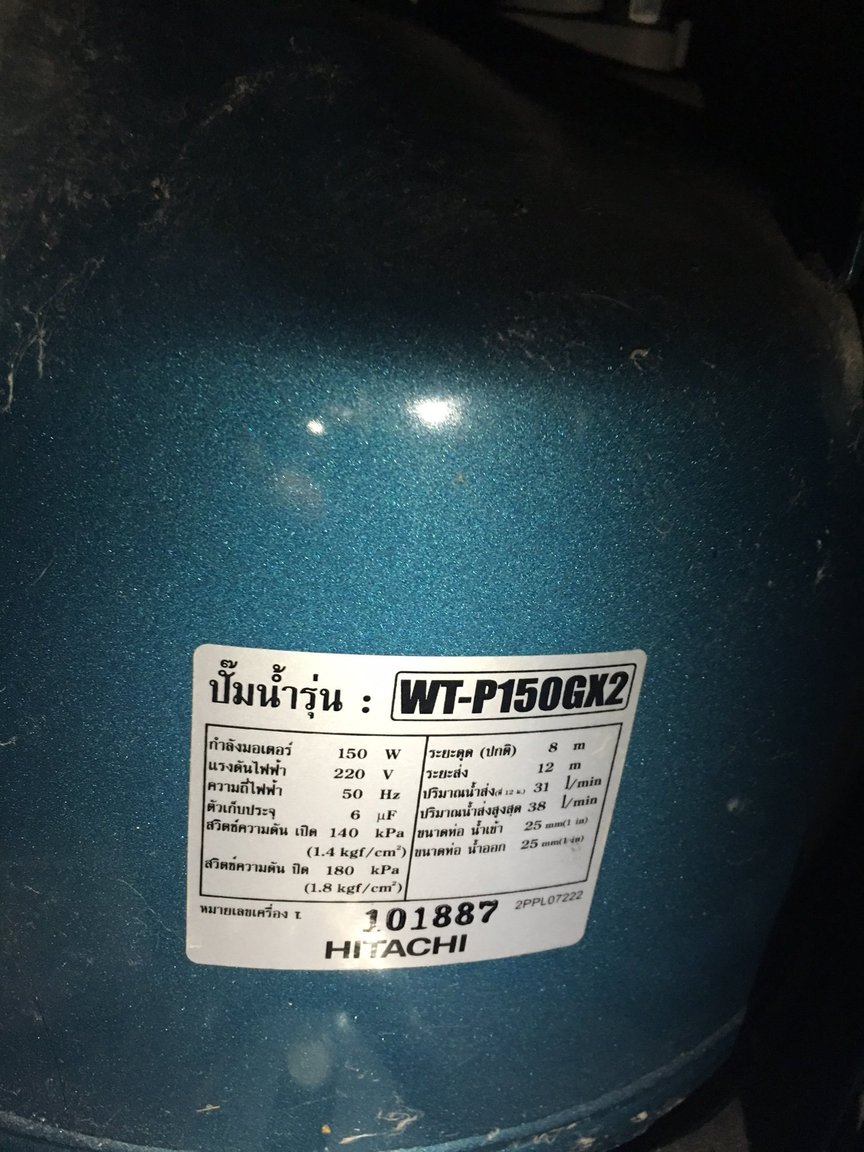 ปั๊มน้ำรุ่น : WT-P150GX2
กำลังมอเตอร์ 150 W
แรงดันไฟฟ้า 220 V
ความถี่ไฟฟ้า 50 Hz
ตัวเก็บประจุ 6 µF
สวิตช์ความดัน เปิด 140 kPa
(1.4 kgf/cm²)
สวิตช์ความดัน ปิด 180 kPa
(1.8 kgf/cm²)
ระยะดูด (ปกติ) 8 m
ระยะส่ง 12 m
ปริมาณน้ำส่ง(ที่ 12 ม.) 31 l/min
ปริมาณน้ำส่งสูงสุด 38 l/min
ขนาดท่อ น้ำเข้า 25 mm(1 in)
ขนาดท่อ น้ำออก 25 mm(1 in)
หมายเลขเครื่อง T. 101887 2PPL07222
HITACHI